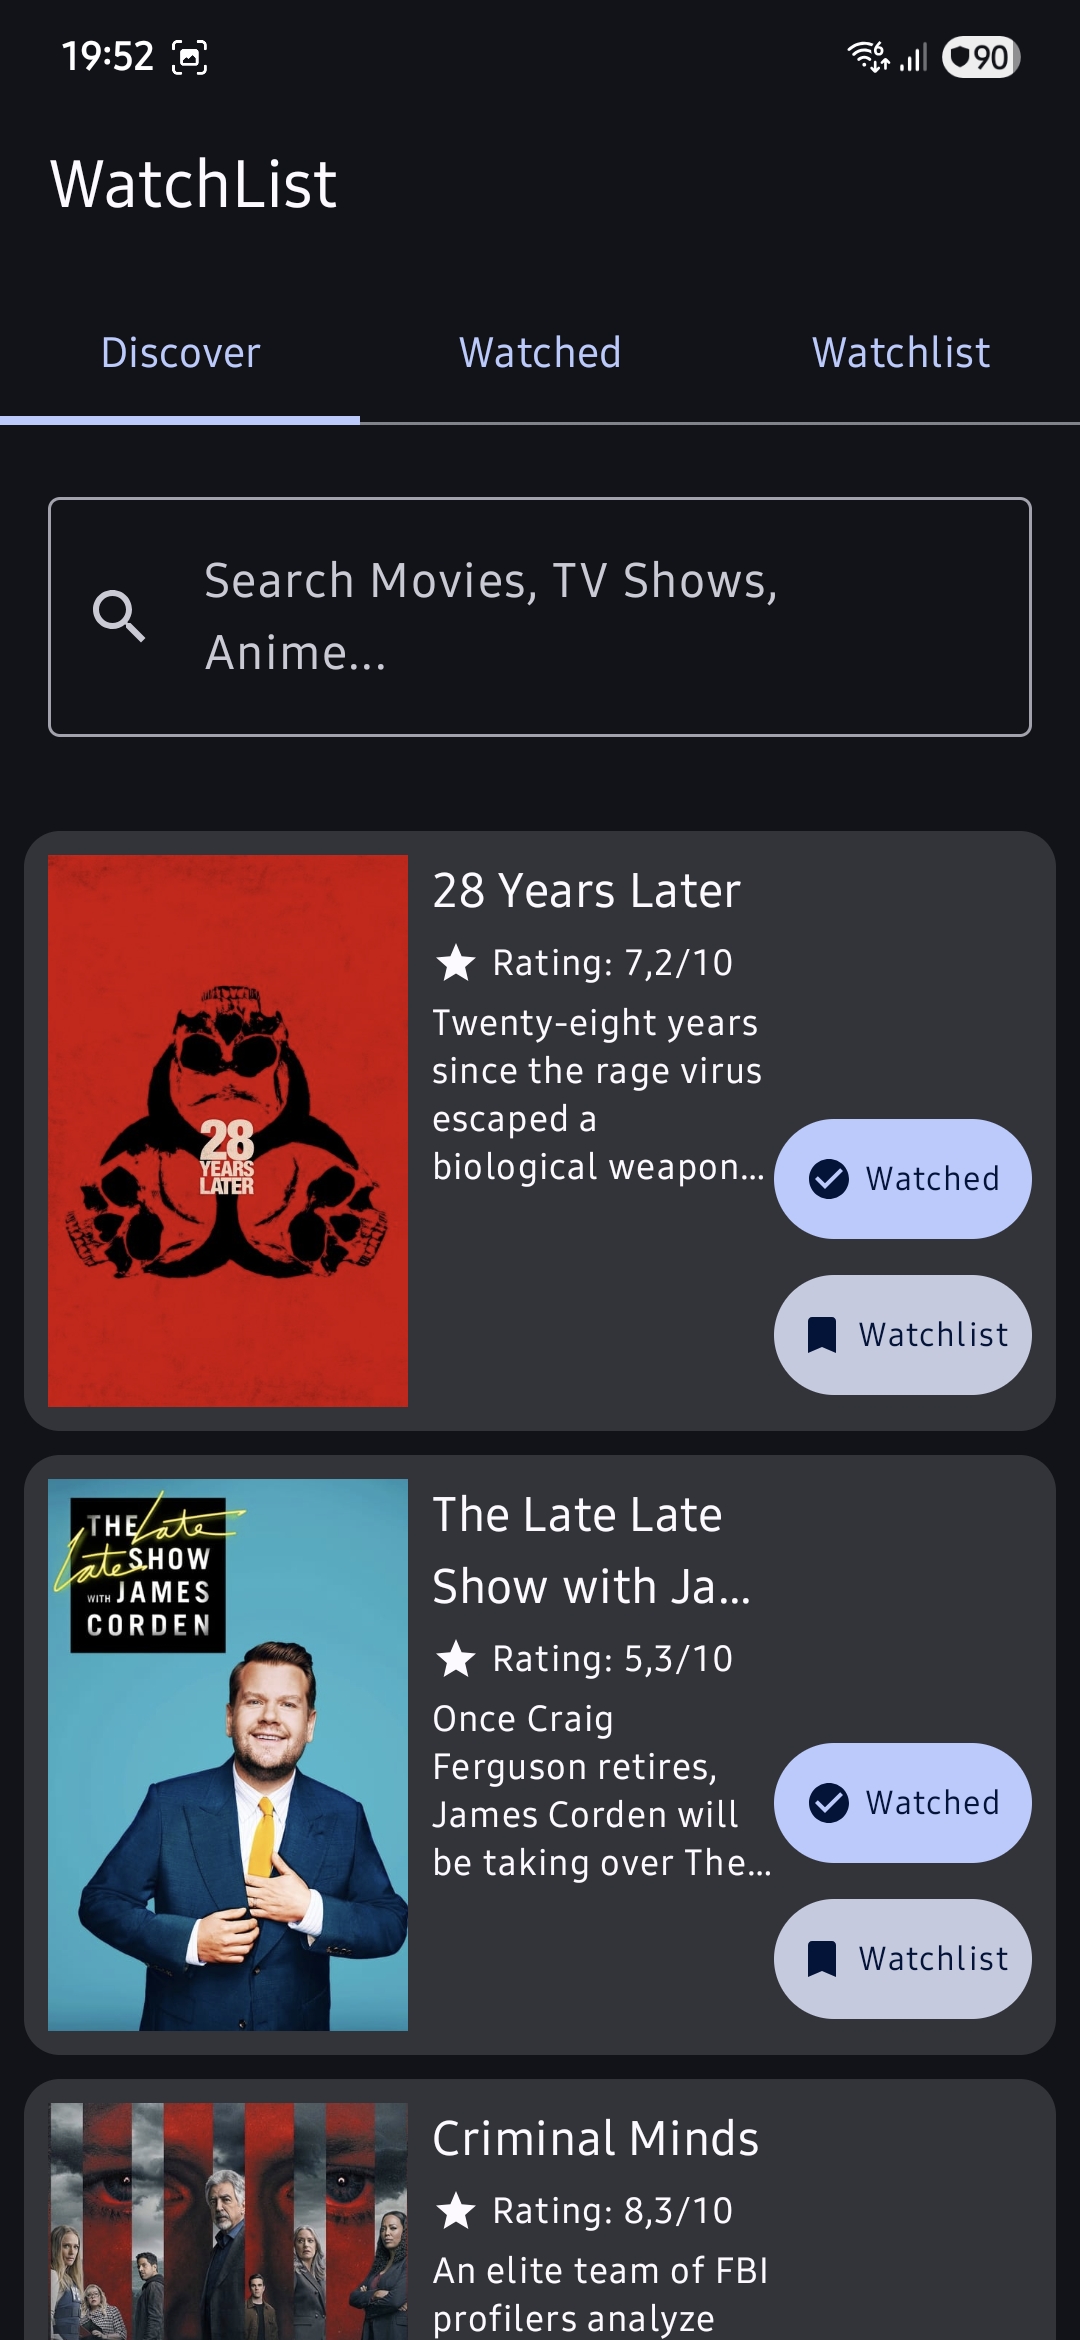 19:52
6
90
WatchList
Discover
Watched
Watchlist
Search Movies, TV Shows,
Anime...
28
YEARS
LATER
28 Years Later
Rating: 7,2/10
Twenty-eight years
since the rage virus
escaped a
biological weapon...
Watched
Watchlist
THE Late
Late SHOW
WITH JAMES
CORDEN
The Late Late
Show with Ja...
Rating: 5,3/10
Once Craig
Ferguson retires,
James Corden will
be taking over The...
Watched
Watchlist
Criminal Minds
Rating: 8,3/10
An elite team of FBI
profilers analyze